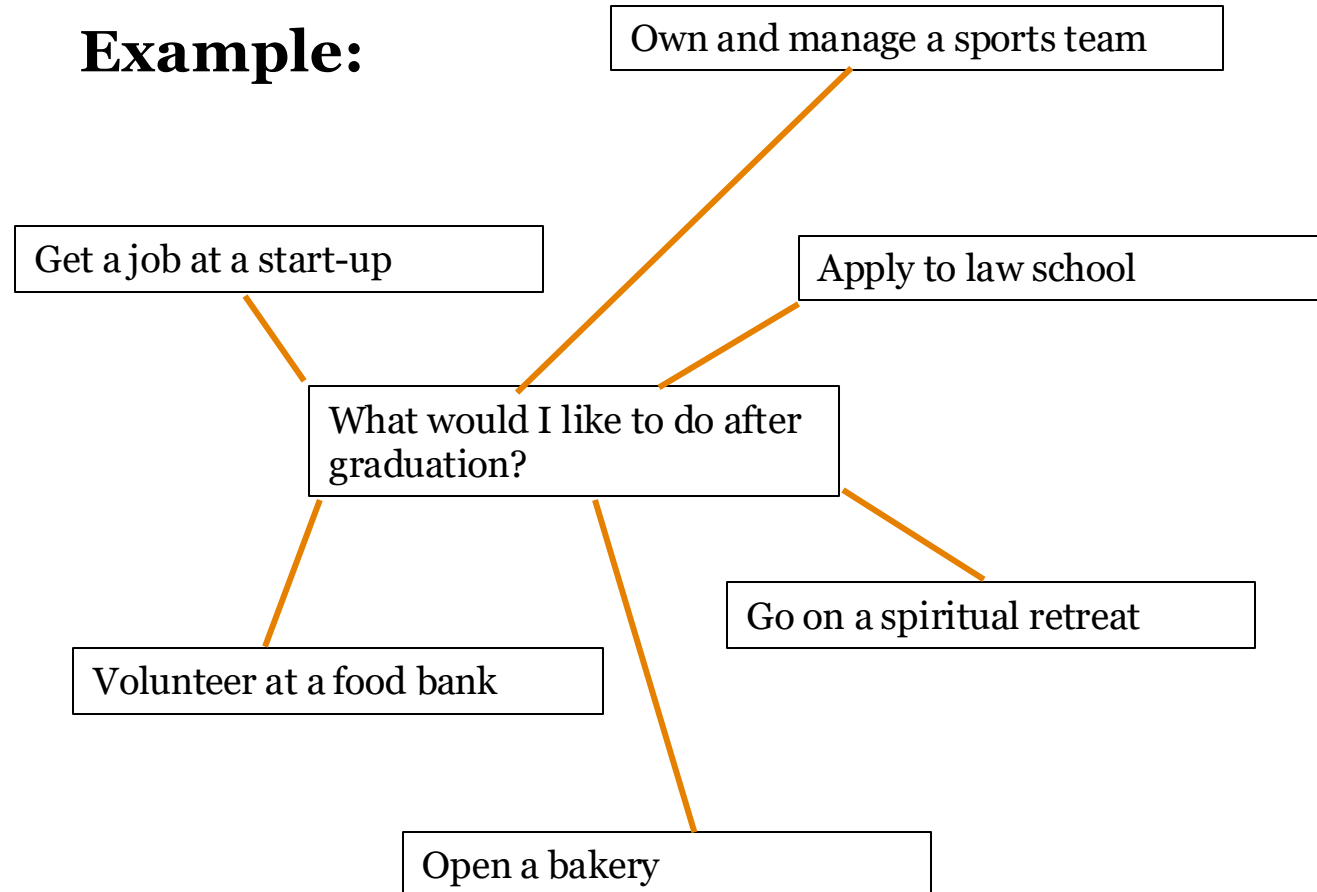 Example:
Own and manage a sports team
Get a job at a start-up
Apply to law school
What would I like to do after
graduation?
Go on a spiritual retreat
Volunteer at a food bank
Open a bakery